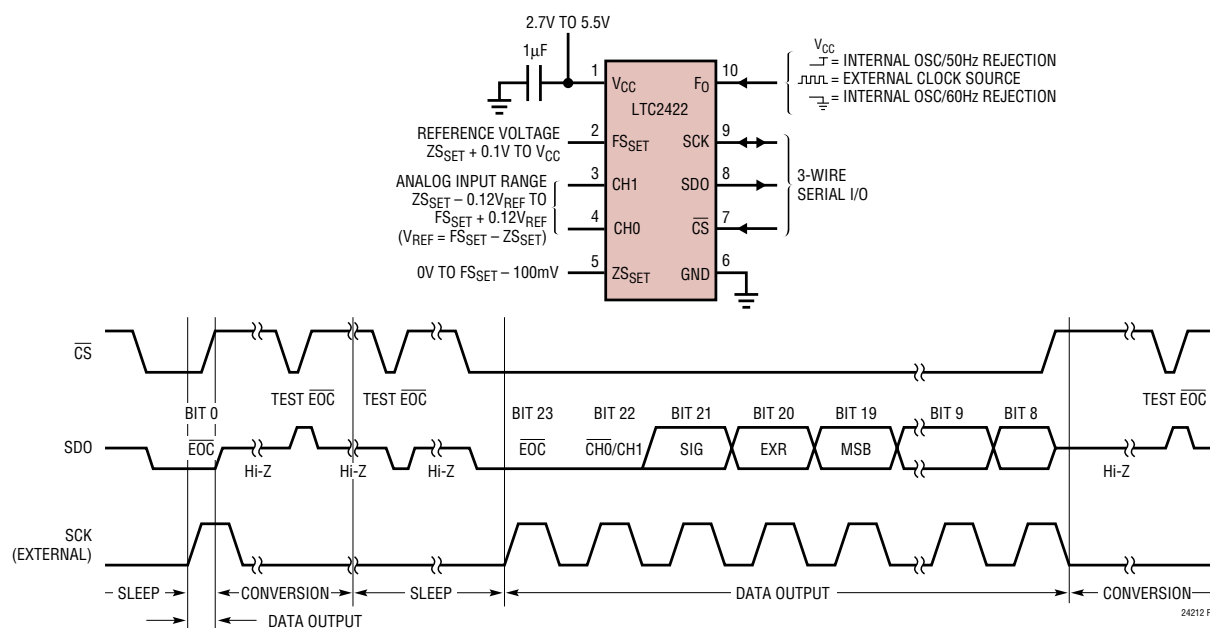 2.7V TO 5.5V
1µF
1
VCC
FO
10
LTC2422
VCC
= INTERNAL OSC/50Hz REJECTION
= EXTERNAL CLOCK SOURCE
= INTERNAL OSC/60Hz REJECTION
REFERENCE VOLTAGE
ZSSET + 0.1V TO VCC
2
FSSET
SCK
9
ANALOG INPUT RANGE
ZSSET – 0.12VREF TO
FSSET + 0.12VREF
(VREF = FSSET – ZSSET)
3
CH1
SDO
8
4
CH0
CS
7
3-WIRE
SERIAL I/O
0V TO FSSET – 100mV
5
ZSSET
GND
6
CS
TEST EOC
TEST EOC
TEST EOC
BIT 0
BIT 23
BIT 22
BIT 21
BIT 20
BIT 19
BIT 9
BIT 8
SDO
EOC
EOC
CH0/CH1
SIG
EXR
MSB
Hi-Z
Hi-Z
Hi-Z
Hi-Z
SCK
(EXTERNAL)
SLEEP
CONVERSION
SLEEP
DATA OUTPUT
CONVERSION
DATA OUTPUT
24212 F